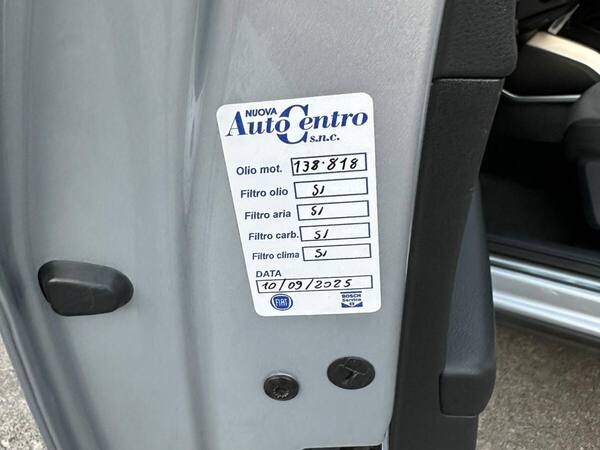 NUOVA
AutoCentro
s.n.c.
Olio mot. 138.818
Filtro olio SI
Filtro aria SI
Filtro carb. SI
Filtro clima SI
DATA
10/09/2025
FIAT
BOSCH
Service